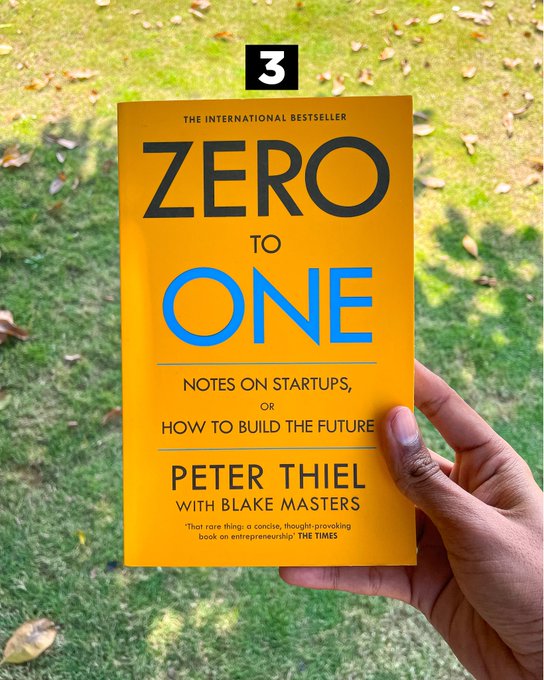 3
THE INTERNATIONAL BESTSELLER
ZERO
TO
ONE
NOTES ON STARTUPS,
OR
HOW TO BUILD THE FUTURE
PETER THIEL
WITH BLAKE MASTERS
'That rare thing: a concise, thought-provoking
book on entrepreneurship' THE TIMES